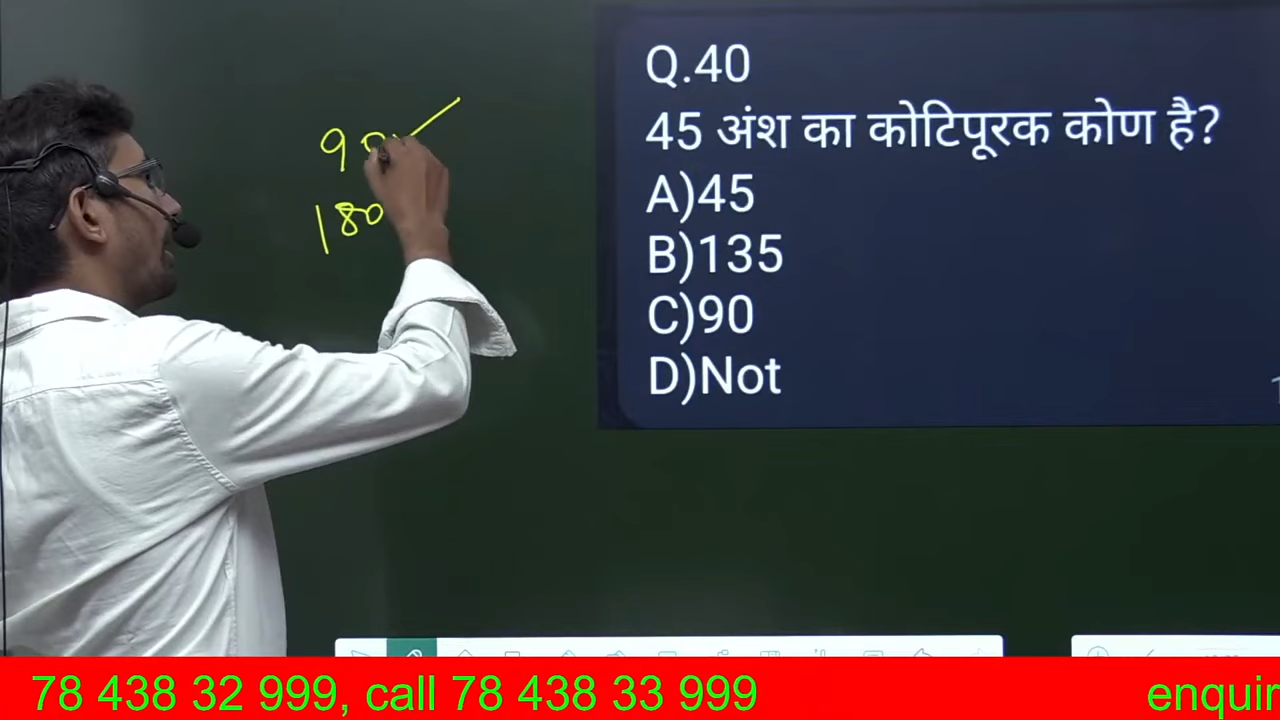 90
180
Q.40
45 अंश का कोटिपूरक कोण है?
A)45
B)135
C)90
D)Not
78 438 32 999, call 78 438 33 999
enquir